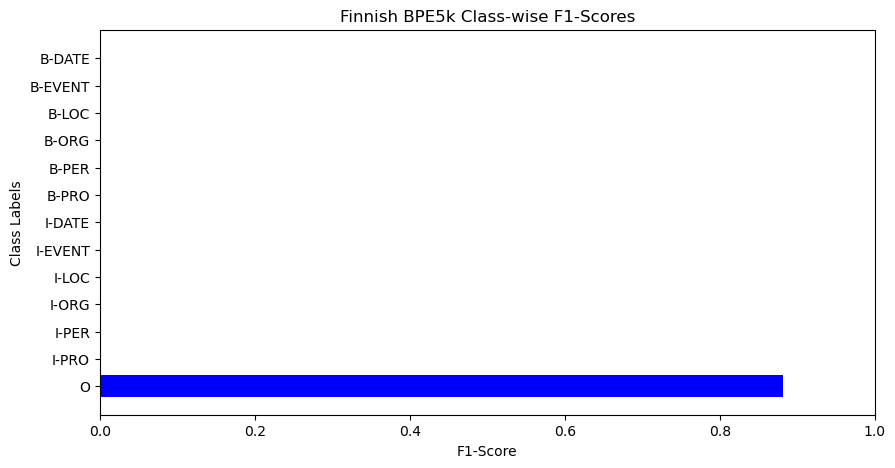 Finnish BPE5k Class-wise F1-Scores
Class Labels
B-DATE
B-EVENT
B-LOC
B-ORG
B-PER
B-PRO
I-DATE
I-EVENT
I-LOC
I-ORG
I-PER
I-PRO
O
0.0 0.2 0.4 0.6 0.8 1.0
F1-Score